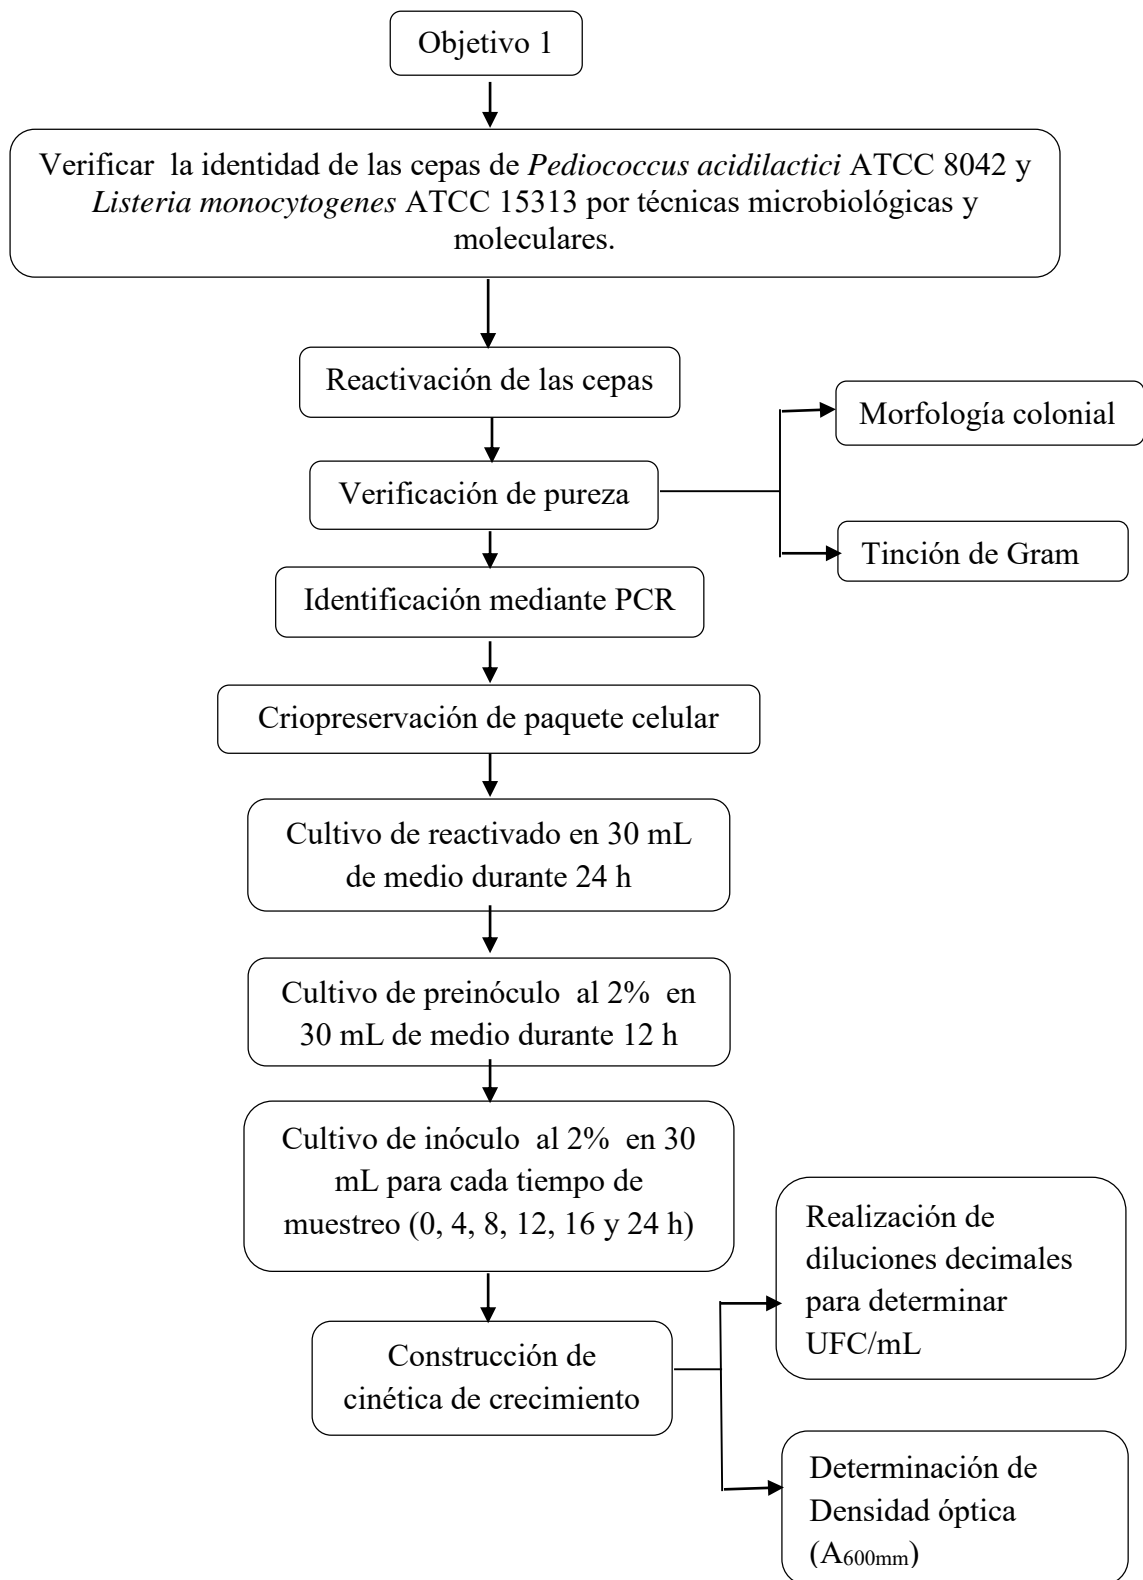 Objetivo 1
Verificar la identidad de las cepas de Pediococcus acidilactici ATCC 8042 y
Listeria monocytogenes ATCC 15313 por técnicas microbiológicas y
moleculares.
Reactivación de las cepas
Morfología colonial
Verificación de pureza
Tinción de Gram
Identificación mediante PCR
Criopreservación de paquete celular
Cultivo de reactivado en 30 mL
de medio durante 24 h
Cultivo de preinóculo al 2% en
30 mL de medio durante 12 h
Cultivo de inóculo al 2% en 30
mL para cada tiempo de
muestreo (0, 4, 8, 12, 16 y 24 h)
Realización de
diluciones decimales
para determinar
UFC/mL
Construcción de
cinética de crecimiento
Determinación de
Densidad óptica
(A600mm)